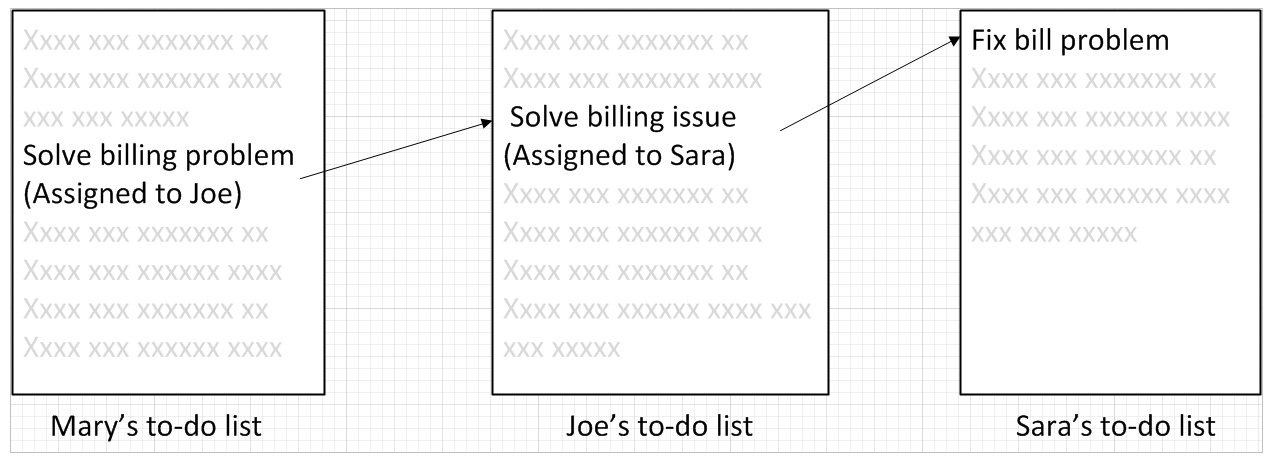 Xxxx xxx xxxxxxx xx
Xxxx xxx xxxxxx xxxx
xxx xxx xxxxx
Solve billing problem
(Assigned to Joe)
Xxxx xxx xxxxxxx xx
Xxxx xxx xxxxxx xxxx
Xxxx xxx xxxxxxx xx
Xxxx xxx xxxxxx xxxx
Mary’s to-do list
Xxxx xxx xxxxxxx xx
Xxxx xxx xxxxxx xxxx
Solve billing issue
(Assigned to Sara)
Xxxx xxx xxxxxxx xx
Xxxx xxx xxxxxx xxxx
Xxxx xxx xxxxxxx xx
Xxxx xxx xxxxxx xxxx xxx
xxx xxxxx
Joe’s to-do list
Fix bill problem
Xxxx xxx xxxxxxx xx
Xxxx xxx xxxxxx xxxx
Xxxx xxx xxxxxxx xx
Xxxx xxx xxxxxx xxxx
xxx xxx xxxxx
Sara’s to-do list